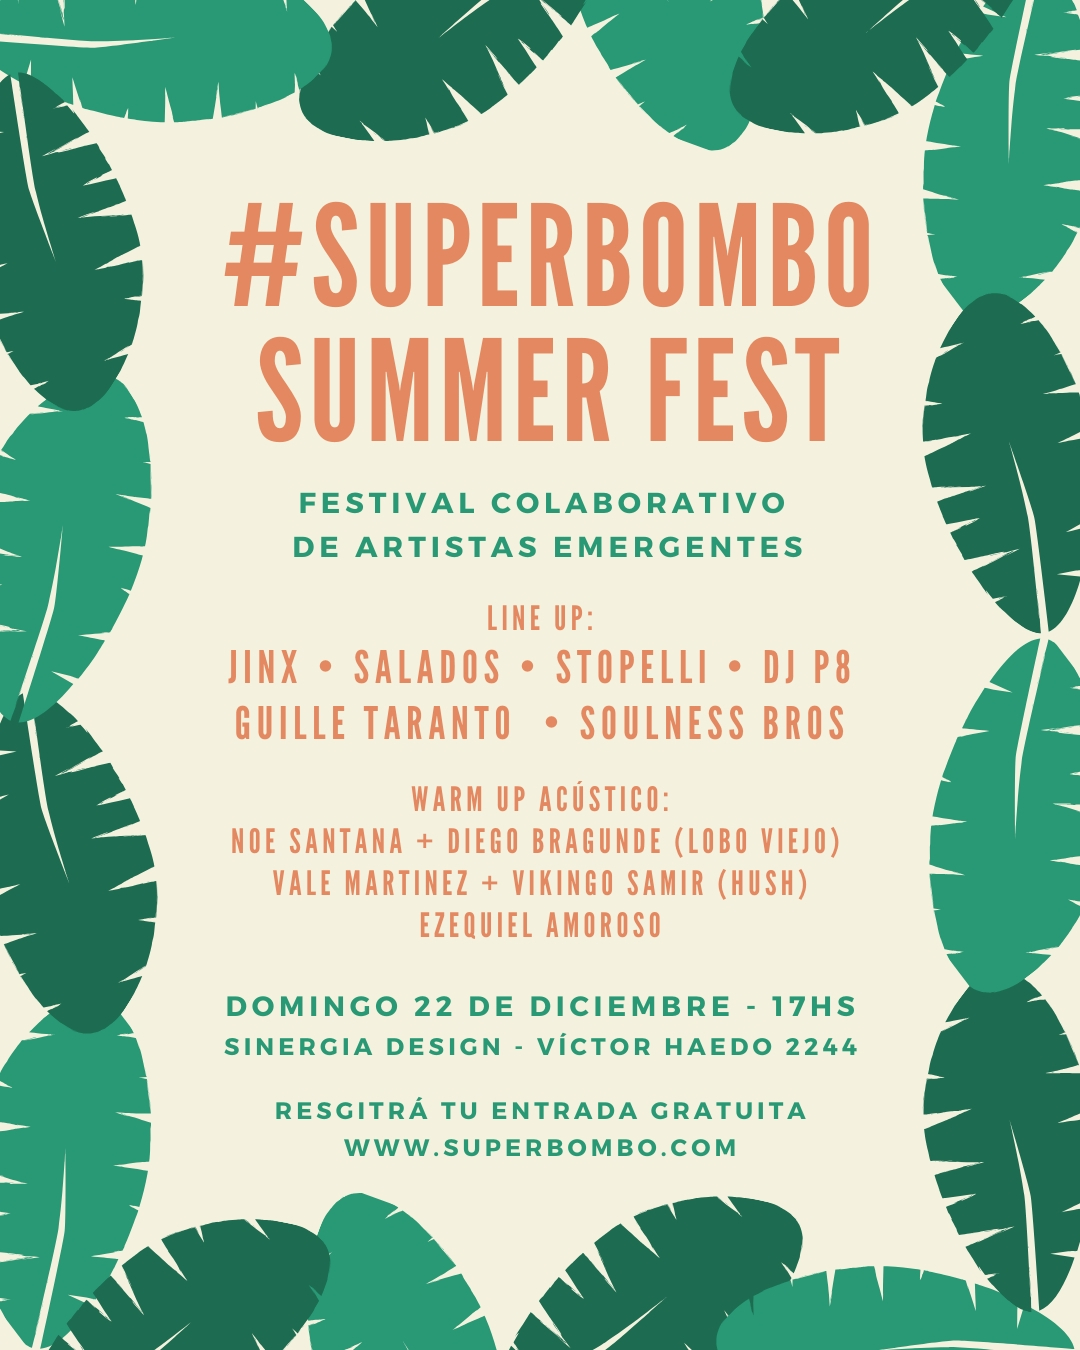 #SUPERBOMBO
SUMMER FEST
FESTIVAL COLABORATIVO
DE ARTISTAS EMERGENTES
LINE UP:
JINX • SALADOS • STOPELLI • DJ P8
GUILLE TARANTO • SOULNESS BROS
WARM UP ACÚSTICO:
NOE SANTANA + DIEGO BRAGUNDE (LOBO VIEJO)
VALE MARTINEZ + VIKINGO SAMIR (HUSH)
EZEQUIEL AMOROSO
DOMINGO 22 DE DICIEMBRE - 17HS
SINERGIA DESIGN - VÍCTOR HAEDO 2244
RESGITRÁ TU ENTRADA GRATUITA
WWW.SUPERBOMBO.COM